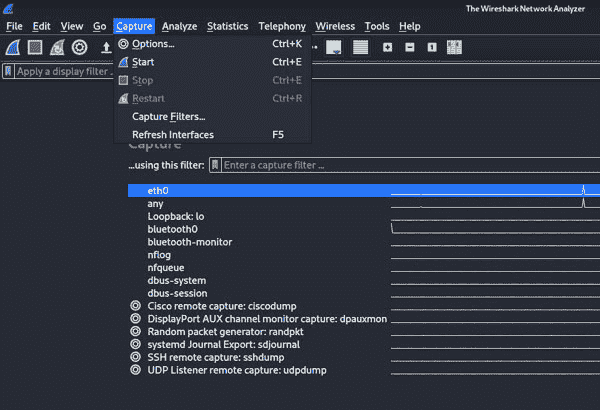 The Wireshark Network Analyzer
File Edit View Go Capture Analyze Statistics Telephony Wireless Tools Help
Options... Ctrl+K
Start Ctrl+E
Stop Ctrl+E
Restart Ctrl+R
Capture Filters...
Refresh Interfaces F5
Apply a display filter ...
Capture
...using this filter: Enter a capture filter ...
eth0
any
Loopback: lo
bluetooth0
bluetooth-monitor
nflog
nfqueue
dbus-system
dbus-session
Cisco remote capture: ciscodump
DisplayPort AUX channel monitor capture: dpauxmon
Random packet generator: randpkt
systemd Journal Export: sdjournal
SSH remote capture: sshdump
UDP Listener remote capture: udpdump